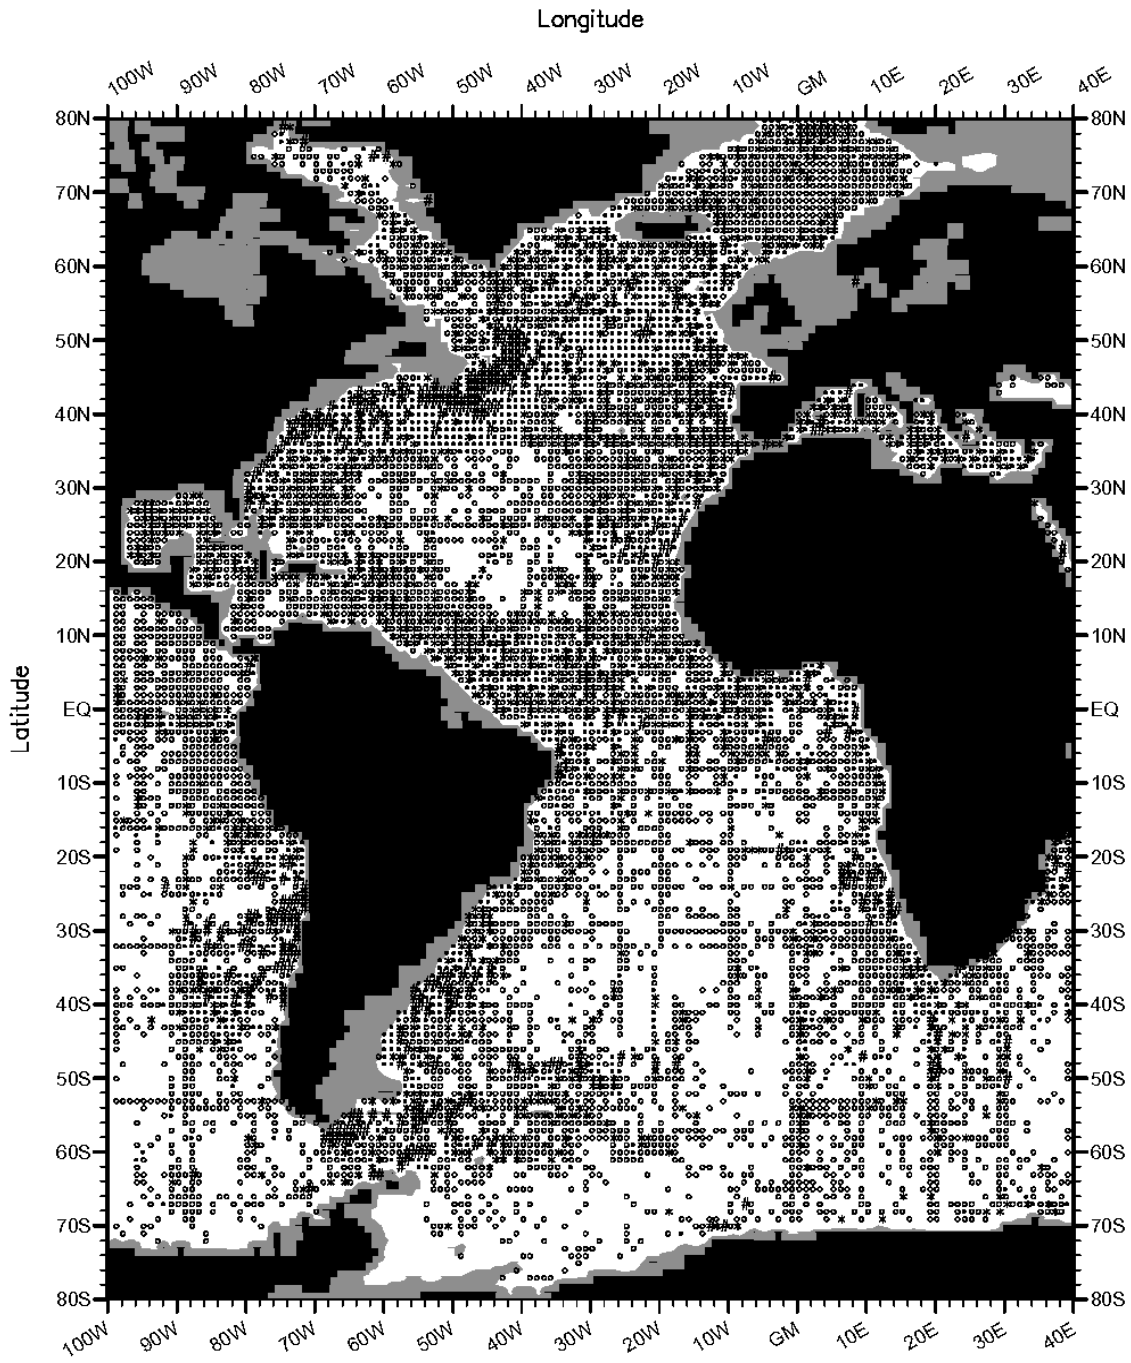 Longitude
100W 90W 80W 70W 60W 50W 40W 30W 20W 10W GM 10E 20E 30E 40E
80N 80N
70N 70N
60N 60N
50N 50N
40N 40N
30N 30N
20N 20N
10N 10N
Latitude
EQ EQ
10S 10S
20S 20S
30S 30S
40S 40S
50S 50S
60S 60S
70S 70S
80S 80S
100W 90W 80W 70W 60W 50W 40W 30W 20W 10W GM 10E 20E 30E 40E